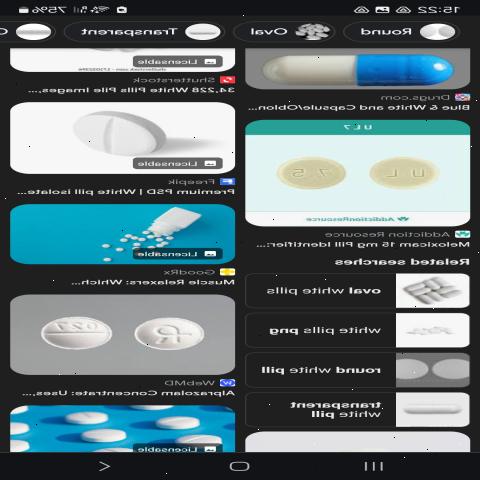 15:22
75%
Round
Oval
Transparent
Drugs.com
Blue & White and Capsule/Oblon...
UL7
UL
7.5
AddictionResource
Addiction Resource
Meloxicam 15 mg Pill Identifier:...
Related searches
oval white pills
white pills png
round white pill
transparent
white pill
Licensable
Shutterstock
34,228 White Pills Pile Images,
Licensable
Freepik
Premium PSD | White pill isolate...
Licensable
GoodRx
Muscle Relaxers: Which...
027
WebMD
Alprazolam Concentrate: Uses,...
Licensable